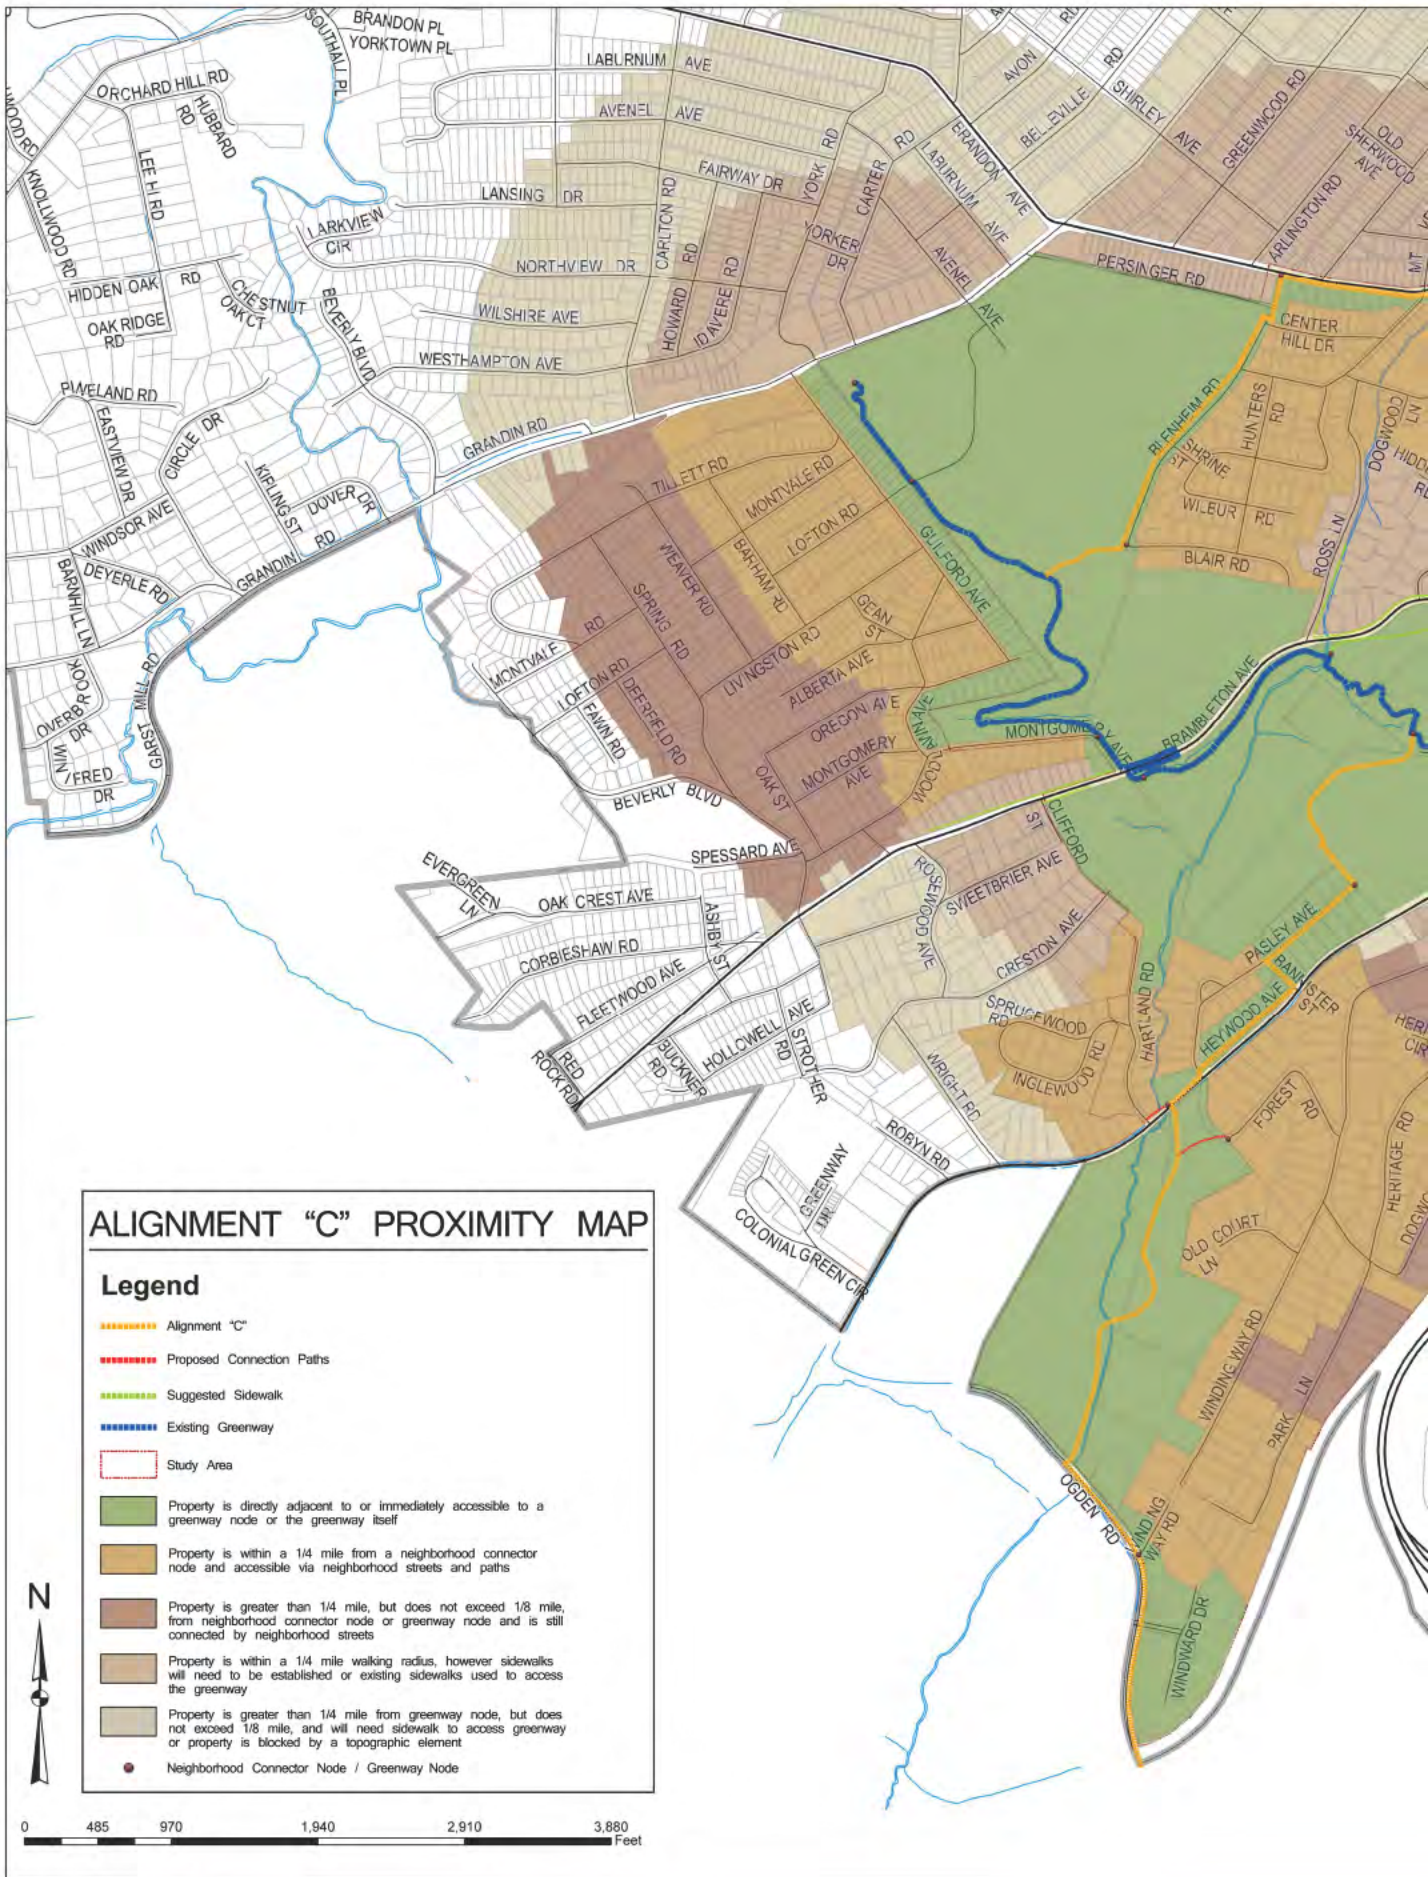 BRANDON PL
YORKTOWN PL
SOUTHALL PL
LABURNUM AVE
AVON
RD
RD
ORCHARD HILL RD
HUBBARD
RD
AVENEL AVE
SHIRLEY AVE
GREENWOOD RD
OLD
SHERWOOD
AVE
LEE HI RD
KNOLLWOOD RD
FAIRWAY DR
YORK RD
CARTER RD
LABURNUM AVE
LANSING DR
CARLTON RD
ARLINGTON RD
LARKVIEW
CIR
YORKER
DR
AVENEL AVE
NORTHVIEW DR
PERSINGER RD
MT
HIDDEN OAK RD
CHESTNUT
OAK CT
OAK RIDGE
RD
BEVERLY BLVD
WILSHIRE AVE
HOWARD RD
CENTER
HILL DR
WESTHAMPTON AVE
EASTVIEW DR
CIRCLE DR
BLENHEIM RD
HUNTERS
RD
DOGWOOD
LN
GRANDIN RD
SHRINE
ST
KIPLING ST
DOVER DR
MONTVALE RD
LOFTON RD
WILBUR RD
WINDSOR AVE
GRANDIN RD
GUILFORD AVE
BLAIR RD
ROSS LN
DEYERLE RD
BARNHILL LN
WEAVER RD
BARHAM RD
GEAN
ST
SPRING RD
MONTVALE RD
LIVINGSTON RD
ALBERTA AVE
LOFTON RD
DEERFIELD RD
FAWN RD
OVERBROOK
DR
GARST MILL RD
OREGON AVE
MONTGOMERY AVE
BRAMBLETON AVE
MONTGOMERY
AVE
OAK ST
BEVERLY BLVD
CLIFFORD
ST
SPESSARD AVE
ROSEWOOD AVE
SWEETBRIER AVE
EVERGREEN
LN
OAK CREST AVE
ASHBY ST
CRESTON AVE
PASLEY AVE
CORBIESHAW RD
BANNISTER
ST
HARTLAND RD
FLEETWOOD AVE
HEYWOOD AVE
SPRUCEWOOD
RD
HOLLOWELL AVE
STROTHER
RD
BUCKNER
RD
RED
ROCK RD
INGLEWOOD RD
WRIGHT RD
FOREST RD
HERITAGE RD
ROBYN RD
GREENWAY
DR
COLONIAL GREEN CIR
OLD COURT
LN
WINDING WAY RD
PARK LN
OGDEN RD
WINDING
WAY RD
WINDWARD DR
ALIGNMENT “C” PROXIMITY MAP
Legend
Alignment “C”
Proposed Connection Paths
Suggested Sidewalk
Existing Greenway
Study Area
Property is directly adjacent to or immediately accessible to a
greenway node or the greenway itself
Property is within a 1/4 mile from a neighborhood connector
node and accessible via neighborhood streets and paths
Property is greater than 1/4 mile, but does not exceed 1/8 mile,
from neighborhood connector node or greenway node and is still
connected by neighborhood streets
Property is within a 1/4 mile walking radius, however sidewalks
will need to be established or existing sidewalks used to access
the greenway
Property is greater than 1/4 mile from greenway node, but does
not exceed 1/8 mile, and will need sidewalk to access greenway
or property is blocked by a topographic element
Neighborhood Connector Node / Greenway Node
N
0 485 970 1,940 2,910 3,880
Feet